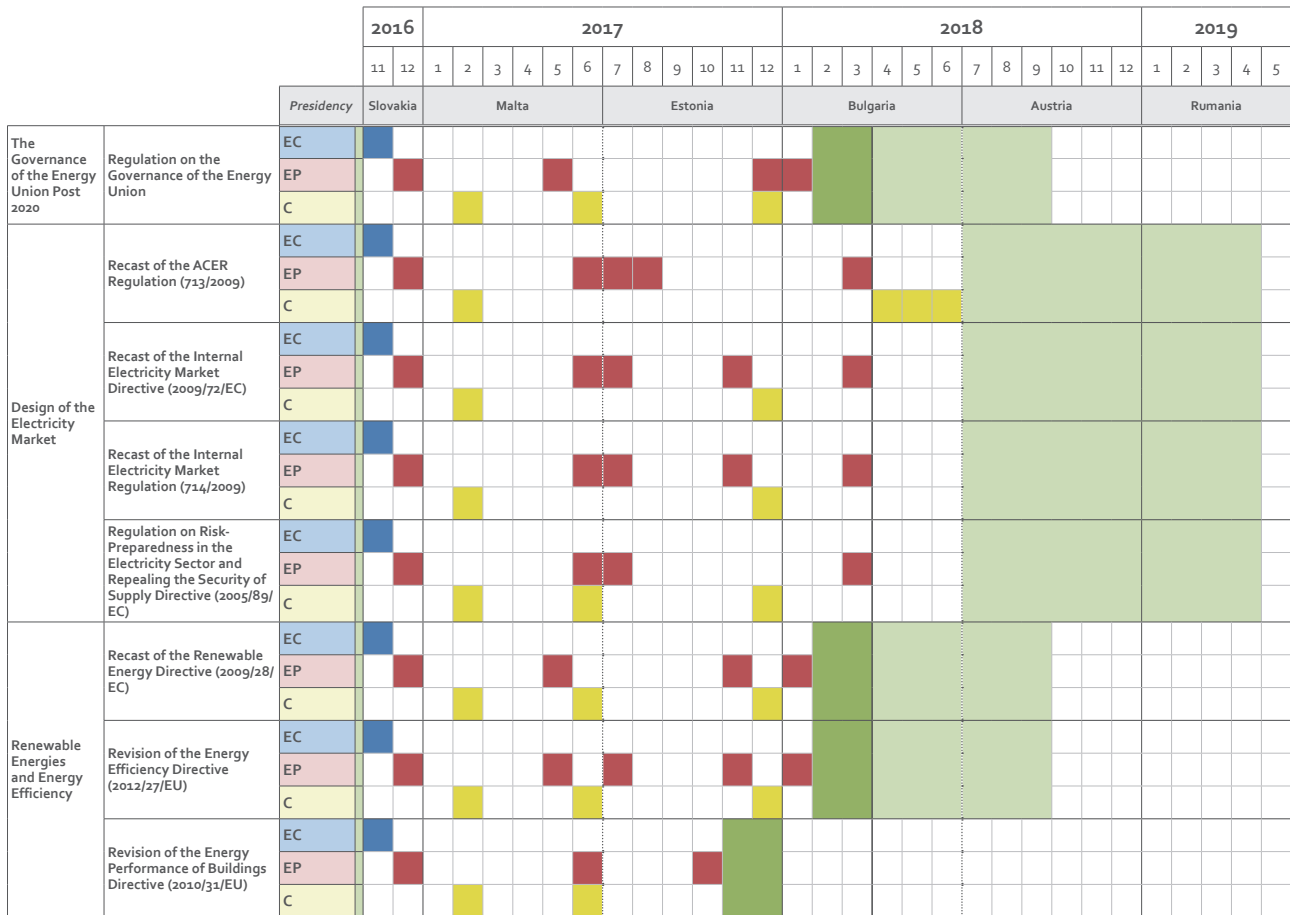 2016 2017 2018 2019
11 12 1 2 3 4 5 6 7 8 9 10 11 12 1 2 3 4 5 6 7 8 9 10 11 12 1 2 3 4 5
Presidency Slovakia Malta Estonia Bulgaria Austria Rumania
The
Governance
of the Energy
Union Post
2020
Regulation on the
Governance of the Energy
Union
EC
EP
C
Design of the
Electricity
Market
Recast of the ACER
Regulation (713/2009)
EC
EP
C
Recast of the Internal
Electricity Market
Directive (2009/72/EC)
EC
EP
C
Recast of the Internal
Electricity Market
Regulation (714/2009)
EC
EP
C
Regulation on Risk-
Preparedness in the
Electricity Sector and
Repealing the Security of
Supply Directive (2005/89/
EC)
EC
EP
C
Renewable
Energies
and Energy
Efficiency
Recast of the Renewable
Energy Directive (2009/28/
EC)
EC
EP
C
Revision of the Energy
Efficiency Directive
(2012/27/EU)
EC
EP
C
Revision of the Energy
Performance of Buildings
Directive (2010/31/EU)
EC
EP
C